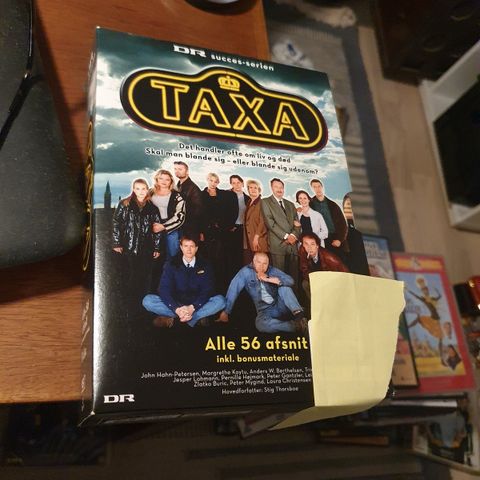 DR succes-serien
TAXA
Det handler ofte om liv og død
Skal man blande sig – eller blande sig udenom?
Alle 56 afsnit
inkl. bonusmateriale
John Hahn-Petersen, Margrethe Koytu, Anders W. Berthelsen,
Jesper Lohmann, Pernille Højmark, Peter Gantzler,
Zlatko Buric, Peter Mygind, Laura Christensen
Hovedforfatter: Stig Thorsboe
DR